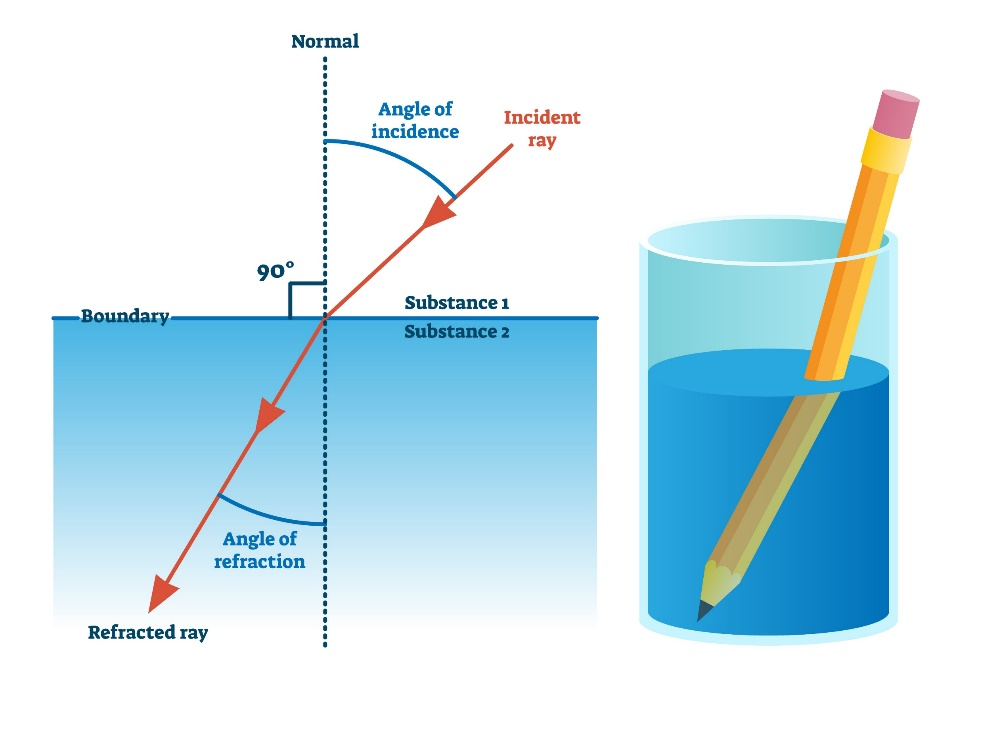 Normal
Angle of
incidence
Incident
ray
90°
Boundary
Substance 1
Substance 2
Angle of
refraction
Refracted ray